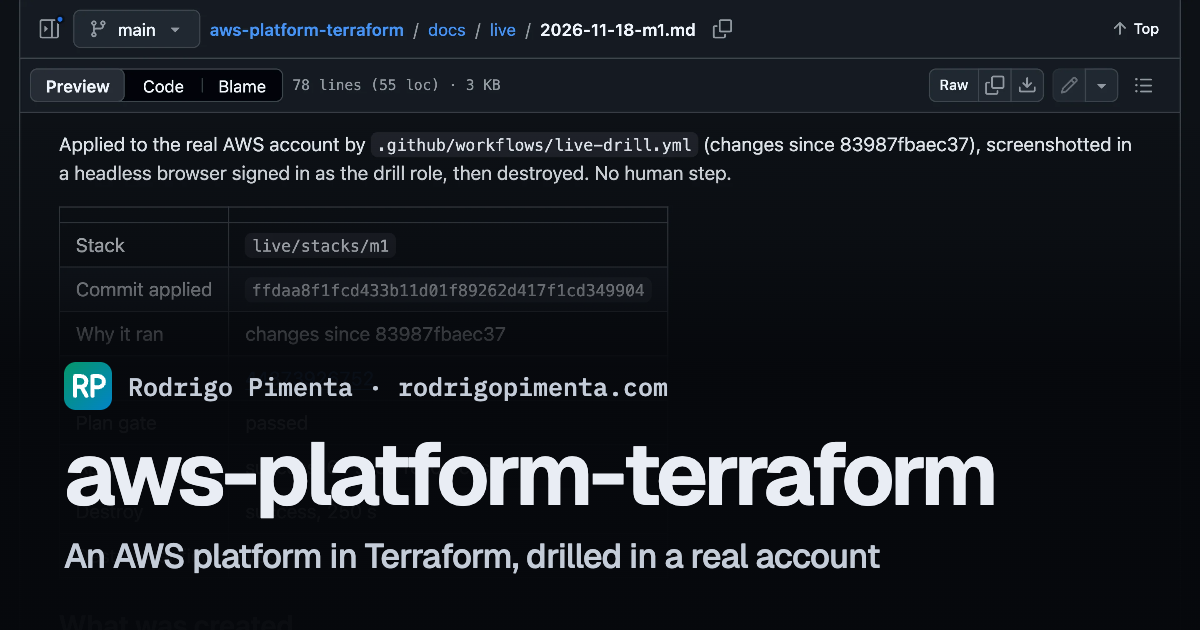 main
aws-platform-terraform / docs / live / 2026-11-18-m1.md
Top
Preview Code Blame 78 lines (55 loc) · 3 KB
Raw
Applied to the real AWS account by .github/workflows/live-drill.yml (changes since 83987fbaec37), screenshotted in
a headless browser signed in as the drill role, then destroyed. No human step.
Stack live/stacks/m1
Commit applied ffdaa8f1fcd433b11d01f89262d417f1cd349904
Why it ran changes since 83987fbaec37
RP Rodrigo Pimenta · rodrigopimenta.com
Plan gate passed
aws-platform-terraform
Destroy
An AWS platform in Terraform, drilled in a real account
What was created